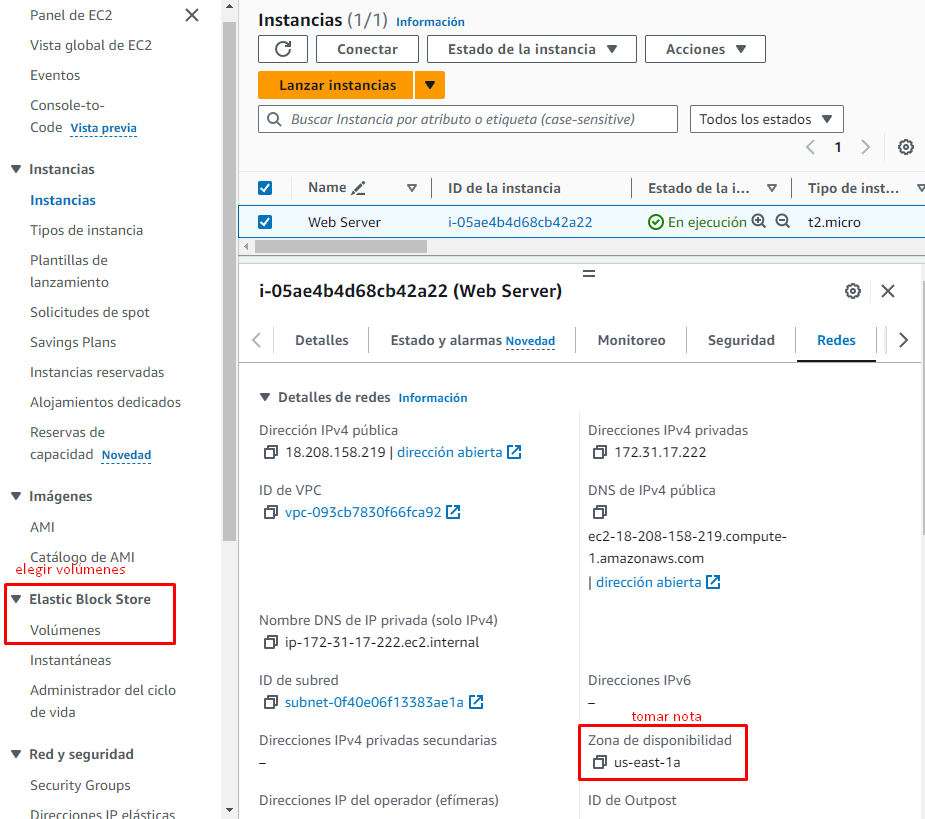 Panel de EC2
Vista global de EC2
Eventos
Console-to-
Code Vista previa
Instancias
Instancias
Tipos de instancia
Plantillas de
lanzamiento
Solicitudes de spot
Savings Plans
Instancias reservadas
Alojamientos dedicados
Reservas de
capacidad Novedad
Imágenes
AMI
Catálogo de AMI
elegir volúmenes
Elastic Block Store
Volúmenes
Instantáneas
Administrador del ciclo
de vida
Red y seguridad
Security Groups
Direcciones IP elásticas
Instancias (1/1) Información
Conectar
Estado de la instancia
Acciones
Lanzar instancias
Buscar Instancia por atributo o etiqueta (case-sensitive)
Todos los estados
1
Name
ID de la instancia
Estado de la i...
Tipo de inst...
Web Server
i-05ae4b4d68cb42a22
En ejecución
t2.micro
i-05ae4b4d68cb42a22 (Web Server)
Detalles
Estado y alarmas Novedad
Monitoreo
Seguridad
Redes
Detalles de redes Información
Dirección IPv4 pública
18.208.158.219 | dirección abierta
Direcciones IPv4 privadas
172.31.17.222
ID de VPC
vpc-093cb7830f66fca92
DNS de IPv4 pública
ec2-18-208-158-219.compute-
1.amazonaws.com
| dirección abierta
Nombre DNS de IP privada (solo IPv4)
ip-172-31-17-222.ec2.internal
ID de subred
subnet-0f40e06f13383ae1a
Direcciones IPv6
–
tomar nota
Direcciones IPv4 privadas secundarias
–
Zona de disponibilidad
us-east-1a
Direcciones IP del operador (efímeras)
ID de Outpost